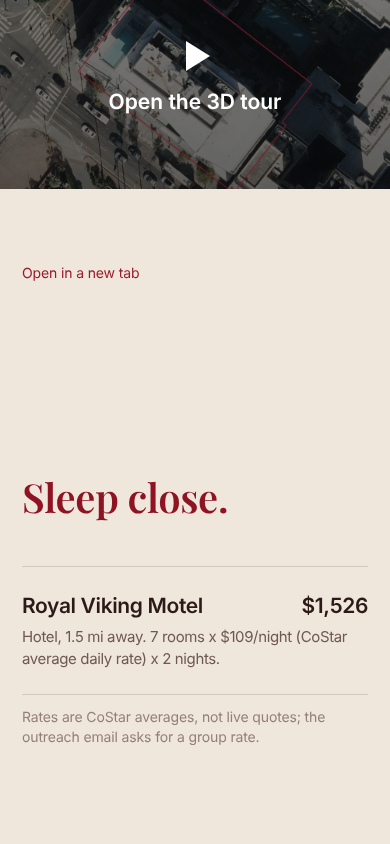 Open the 3D tour
Open in a new tab
Sleep close.
Royal Viking Motel
$1,526
Hotel, 1.5 mi away. 7 rooms x $109/night (CoStar
average daily rate) x 2 nights.
Rates are CoStar averages, not live quotes; the
outreach email asks for a group rate.